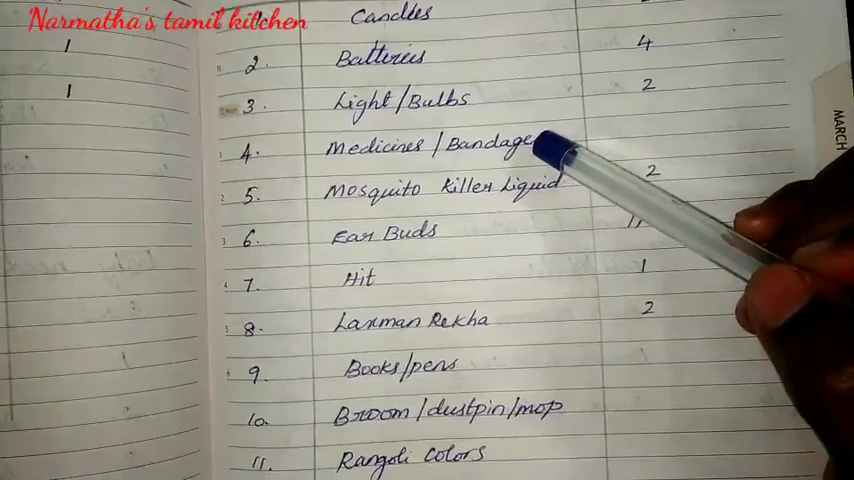 Narmatha's tamil kitchen
1
1
Candles
2. Batteries 4
3. Light/Bulbs 2
4. Medicines/Bandage
5. Mosquito killer Liquid 2
6. Ear Buds
7. Hit 1
8. Laxman Rekha 2
9. Books/pens
10. Broom/dustpin/mop
11. Rangoli Colors
MARCH